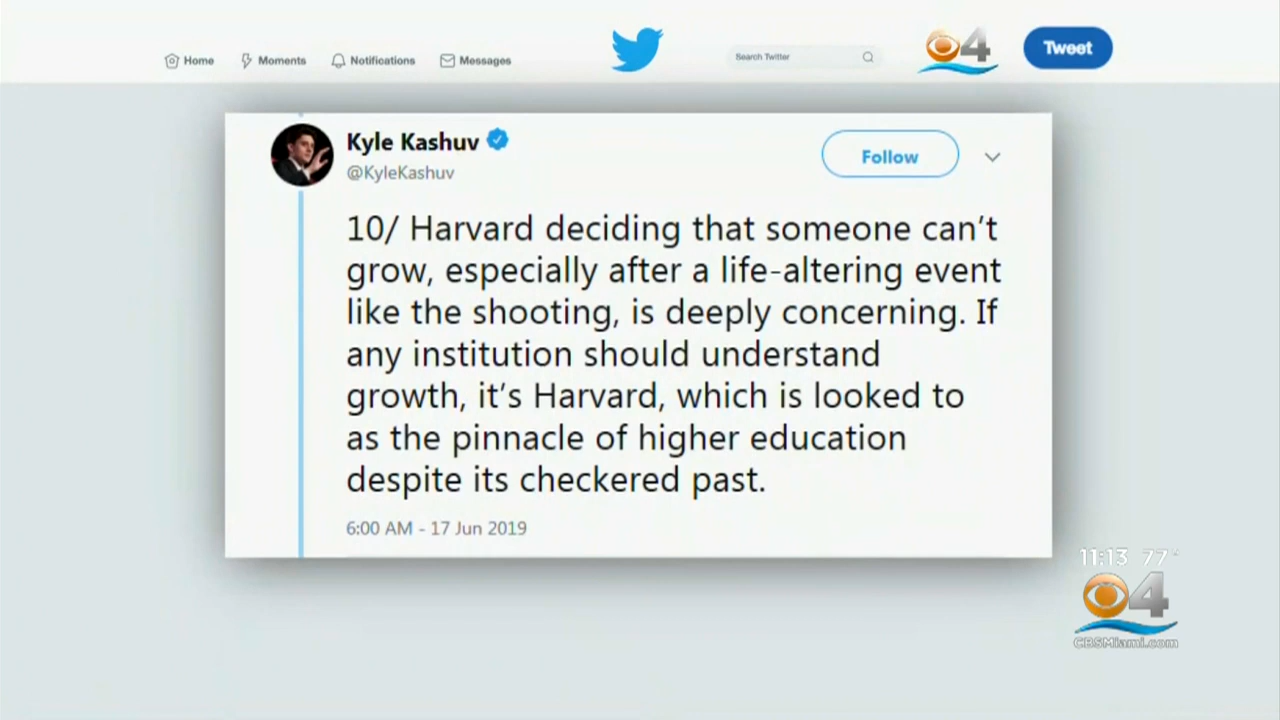 Home Moments Notifications Messages Search Twitter 4 Tweet
Kyle Kashuv
@KyleKashuv
Follow
10/ Harvard deciding that someone can't
grow, especially after a life-altering event
like the shooting, is deeply concerning. If
any institution should understand
growth, it's Harvard, which is looked to
as the pinnacle of higher education
despite its checkered past.
6:00 AM - 17 Jun 2019
11:13 77°
4
CBSMiami.com